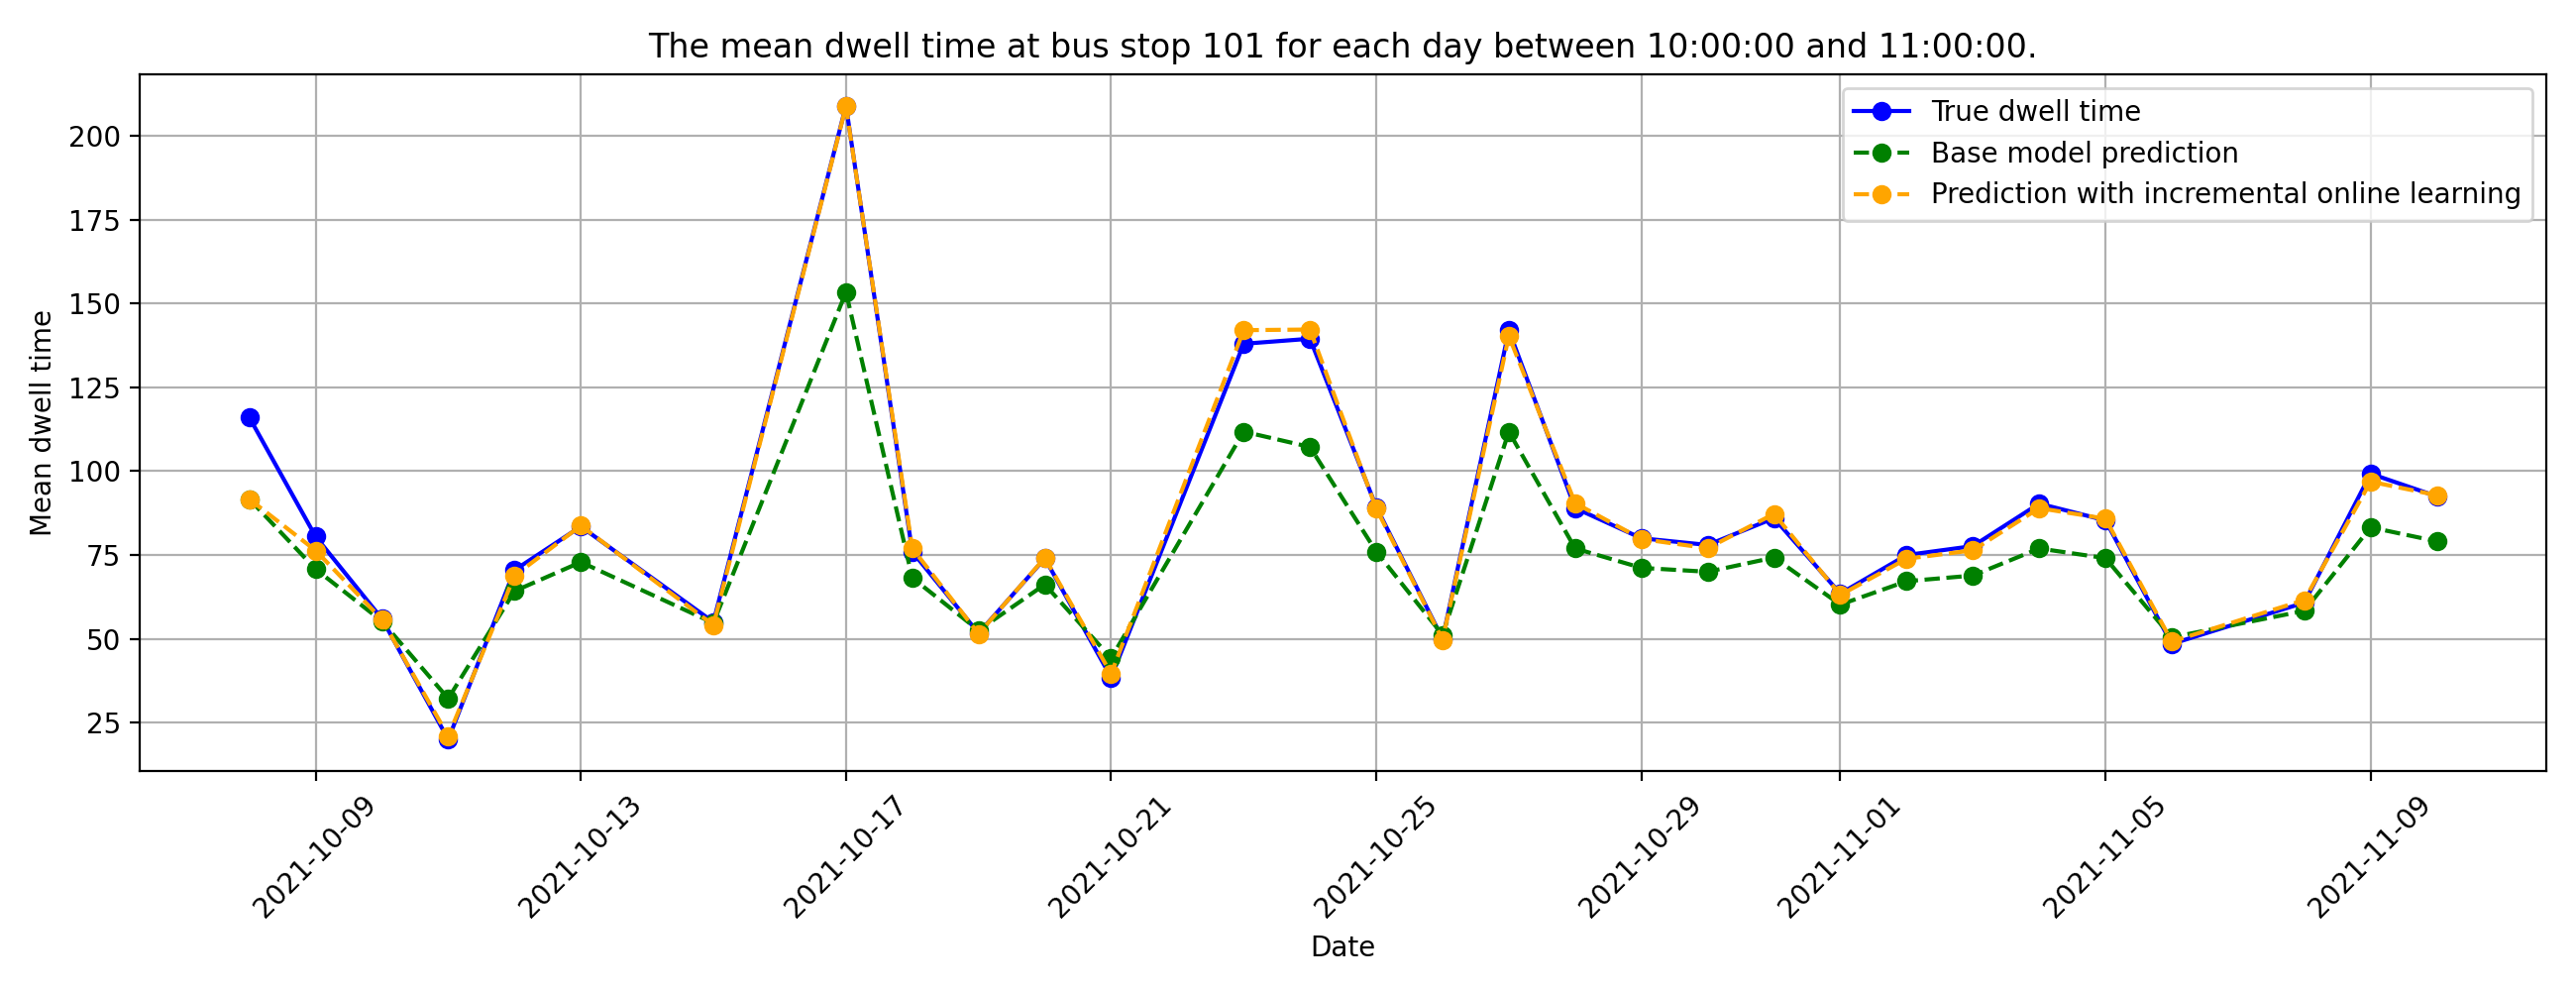 The mean dwell time at bus stop 101 for each day between 10:00:00 and 11:00:00.
True dwell time
Base model prediction
Prediction with incremental online learning
Mean dwell time
200
175
150
125
100
75
50
25
2021-10-09
2021-10-13
2021-10-17
2021-10-21
2021-10-25
2021-10-29
2021-11-01
2021-11-05
2021-11-09
Date